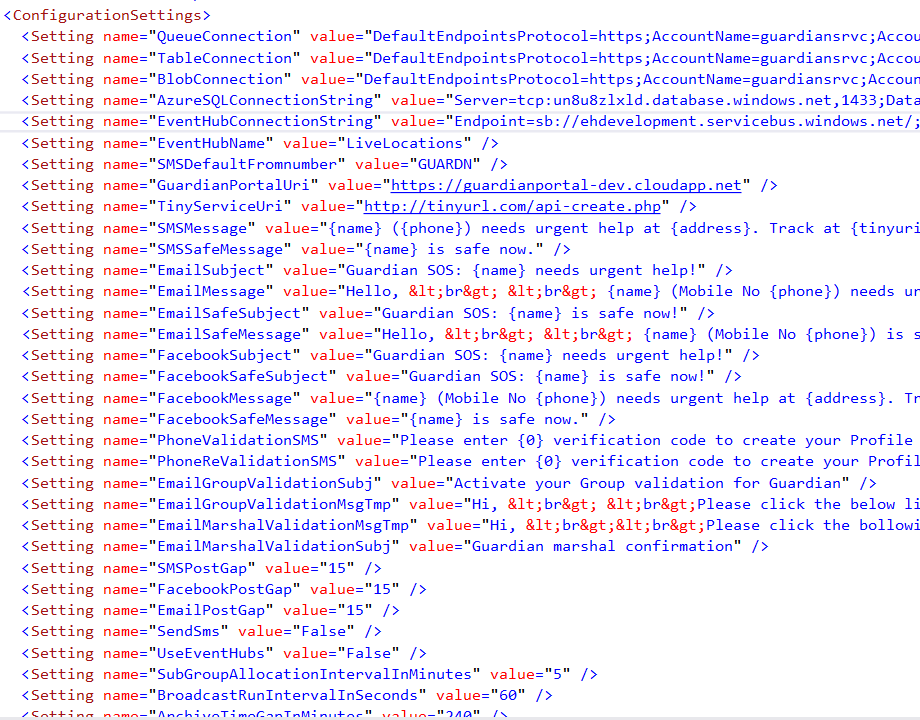 <ConfigurationSettings>
<Setting name="QueueConnection" value="DefaultEndpointsProtocol=https;AccountName=guardiansrvc;Accou
<Setting name="TableConnection" value="DefaultEndpointsProtocol=https;AccountName=guardiansrvc;Accou
<Setting name="BlobConnection" value="DefaultEndpointsProtocol=https;AccountName=guardiansrvc;Accoun
<Setting name="AzureSQLConnectionString" value="Server=tcp:un8u8zlxld.database.windows.net,1433;Data
<Setting name="EventHubConnectionString" value="Endpoint=sb://ehdevelopment.servicebus.windows.net/;
<Setting name="EventHubName" value="LiveLocations" />
<Setting name="SMSDefaultFromnumber" value="GUARDN" />
<Setting name="GuardianPortalUri" value="https://guardianportal-dev.cloudapp.net" />
<Setting name="TinyServiceUri" value="http://tinyurl.com/api-create.php" />
<Setting name="SMSMessage" value="{name} ({phone}) needs urgent help at {address}. Track at {tinyuri
<Setting name="SMSSafeMessage" value="{name} is safe now." />
<Setting name="EmailSubject" value="Guardian SOS: {name} needs urgent help!" />
<Setting name="EmailMessage" value="Hello, &lt;br&gt; &lt;br&gt; {name} (Mobile No {phone}) needs ur
<Setting name="EmailSafeSubject" value="Guardian SOS: {name} is safe now!" />
<Setting name="EmailSafeMessage" value="Hello, &lt;br&gt; &lt;br&gt; {name} (Mobile No {phone}) is s
<Setting name="FacebookSubject" value="Guardian SOS: {name} needs urgent help!" />
<Setting name="FacebookSafeSubject" value="Guardian SOS: {name} is safe now!" />
<Setting name="FacebookMessage" value="{name} (Mobile No {phone}) needs urgent help at {address}. Tr
<Setting name="FacebookSafeMessage" value="{name} is safe now." />
<Setting name="PhoneValidationSMS" value="Please enter {0} verification code to create your Profile
<Setting name="PhoneReValidationSMS" value="Please enter {0} verification code to create your Profil
<Setting name="EmailGroupValidationSubj" value="Activate your Group validation for Guardian" />
<Setting name="EmailGroupValidationMsgTmp" value="Hi, &lt;br&gt; &lt;br&gt;Please click the below li
<Setting name="EmailMarshalValidationMsgTmp" value="Hi, &lt;br&gt;&lt;br&gt;Please click the bollowi
<Setting name="EmailMarshalValidationSubj" value="Guardian marshal confirmation" />
<Setting name="SMSPostGap" value="15" />
<Setting name="FacebookPostGap" value="15" />
<Setting name="EmailPostGap" value="15" />
<Setting name="SendSms" value="False" />
<Setting name="UseEventHubs" value="False" />
<Setting name="SubGroupAllocationIntervalInMinutes" value="5" />
<Setting name="BroadcastRunIntervalInSeconds" value="60" />
<Setting name="ArchiveTimeGapInMinutes" value="240" />